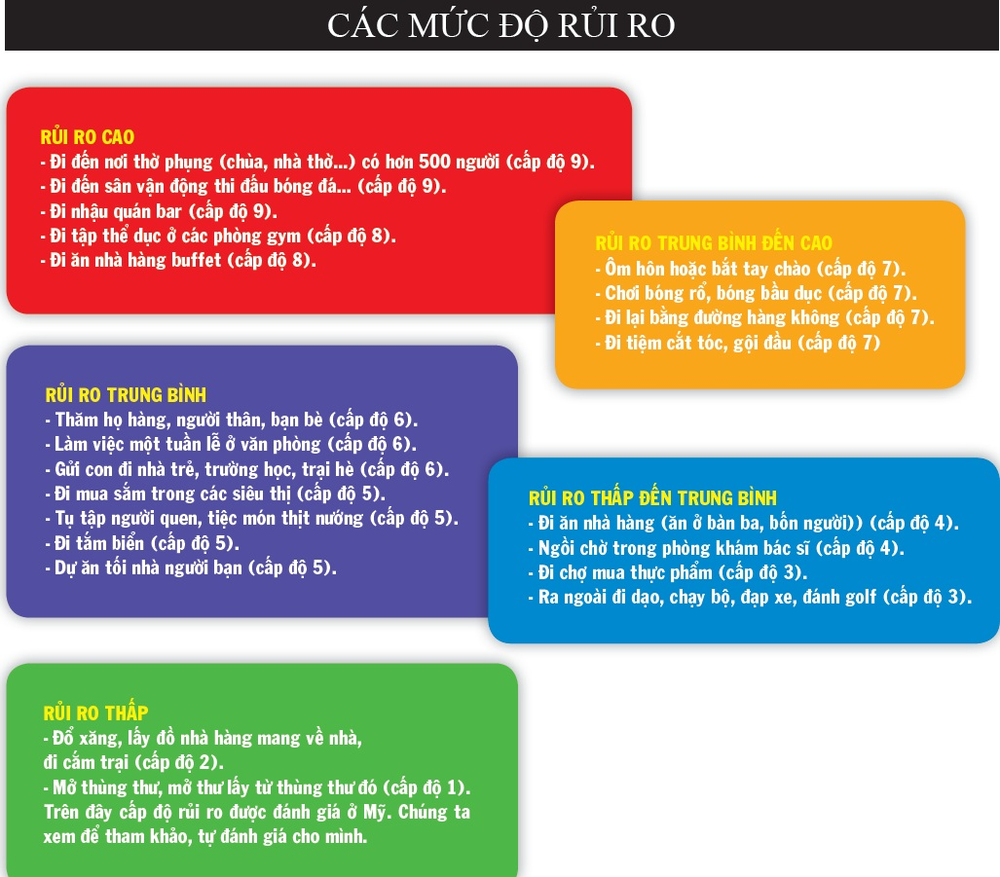 CÁC MỨC ĐỘ RỦI RO
RỦI RO CAO
- Đi đến nơi thờ phụng (chùa, nhà thờ...) có hơn 500 người (cấp độ 9).
- Đi đến sân vận động thi đấu bóng đá... (cấp độ 9).
- Đi nhậu quán bar (cấp độ 9).
- Đi tập thể dục ở các phòng gym (cấp độ 8).
- Đi ăn nhà hàng buffet (cấp độ 8).
RỦI RO TRUNG BÌNH ĐẾN CAO
- Ôm hôn hoặc bắt tay chào (cấp độ 7).
- Chơi bóng rổ, bóng bầu dục (cấp độ 7).
- Đi lại bằng đường hàng không (cấp độ 7).
- Đi tiệm cắt tóc, gội đầu (cấp độ 7)
RỦI RO TRUNG BÌNH
- Thăm họ hàng, người thân, bạn bè (cấp độ 6).
- Làm việc một tuần lễ ở văn phòng (cấp độ 6).
- Gửi con đi nhà trẻ, trường học, trại hè (cấp độ 6).
- Đi mua sắm trong các siêu thị (cấp độ 5).
- Tụ tập người quen, tiệc món thịt nướng (cấp độ 5).
- Đi tắm biển (cấp độ 5).
- Dự ăn tối nhà người bạn (cấp độ 5).
RỦI RO THẤP ĐẾN TRUNG BÌNH
- Đi ăn nhà hàng (ăn ở bàn ba, bốn người)) (cấp độ 4).
- Ngồi chờ trong phòng khám bác sĩ (cấp độ 4).
- Đi chợ mua thực phẩm (cấp độ 3).
- Ra ngoài đi dạo, chạy bộ, đạp xe, đánh golf (cấp độ 3).
RỦI RO THẤP
- Đổ xăng, lấy đồ nhà hàng mang về nhà,
đi cắm trại (cấp độ 2).
- Mở thùng thư, mở thư lấy từ thùng thư đó (cấp độ 1).
Trên đây cấp độ rủi ro được đánh giá ở Mỹ. Chúng ta
xem để tham khảo, tự đánh giá cho mình.